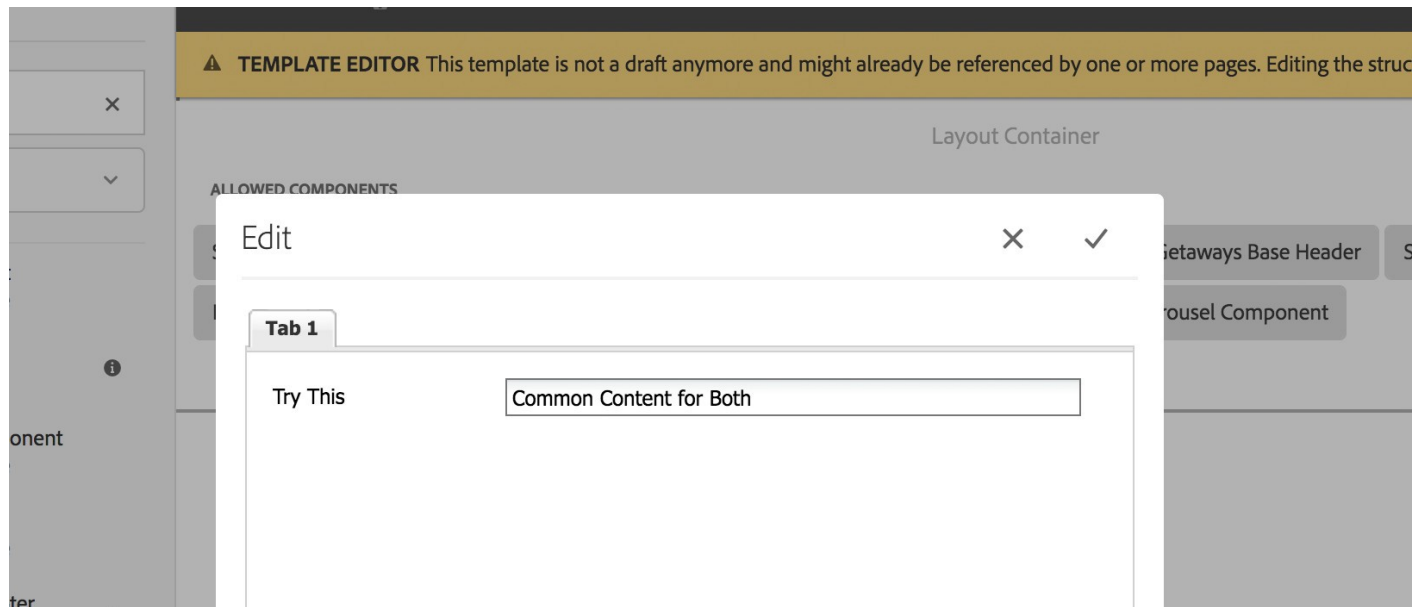 TEMPLATE EDITOR This template is not a draft anymore and might already be referenced by one or more pages. Editing the struc
Layout Container
ALLOWED COMPONENTS
Edit
Getaways Base Header
S
Tab 1
rousel Component
Try This
Common Content for Both
onent
ter